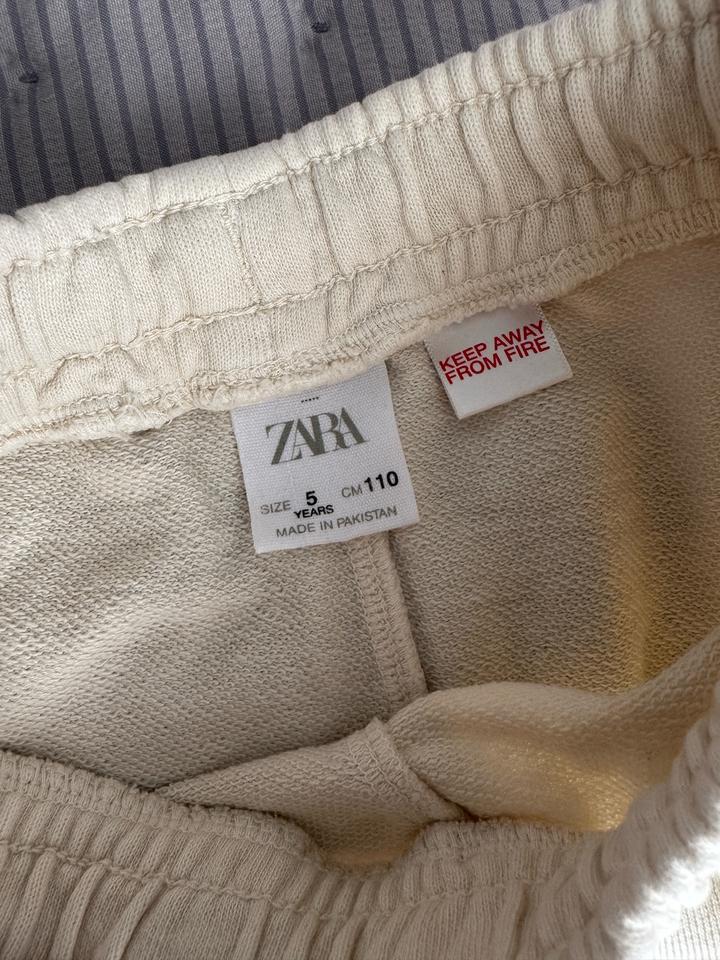 KEEP AWAY
FROM FIRE
ZARA
SIZE 5 YEARS CM 110
MADE IN PAKISTAN